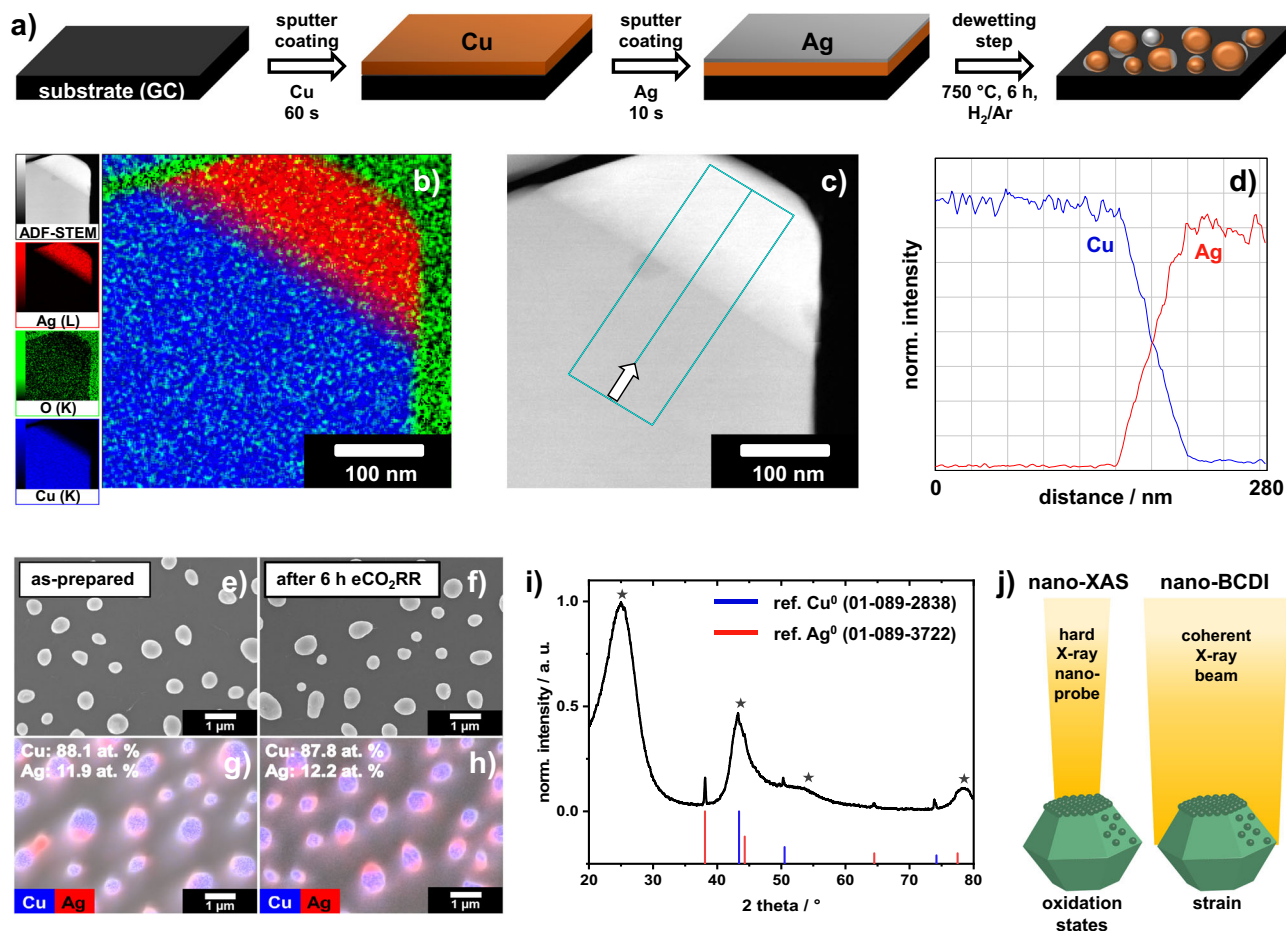 a)
substrate (GC)
sputter
coating
Cu
60 s
Cu
sputter
coating
Ag
10 s
Ag
dewetting
step
750 °C, 6 h,
H₂/Ar
ADF-STEM
Ag (L)
O (K)
Cu (K)
b)
100 nm
c)
100 nm
d)
norm. intensity
Cu
Ag
0
280
distance / nm
as-prepared
e)
1 µm
after 6 h eCO₂RR
f)
1 µm
Cu: 88.1 at. %
Ag: 11.9 at. %
g)
Cu
Ag
1 µm
Cu: 87.8 at. %
Ag: 12.2 at. %
h)
Cu
Ag
1 µm
i)
norm. intensity / a. u.
1.0
0.5
0.0
ref. Cu⁰ (01-089-2838)
ref. Ag⁰ (01-089-3722)
20
30
40
50
60
70
80
2 theta / °
j)
nano-XAS
hard
X-ray
nano-
probe
oxidation
states
nano-BCDI
coherent
X-ray
beam
strain